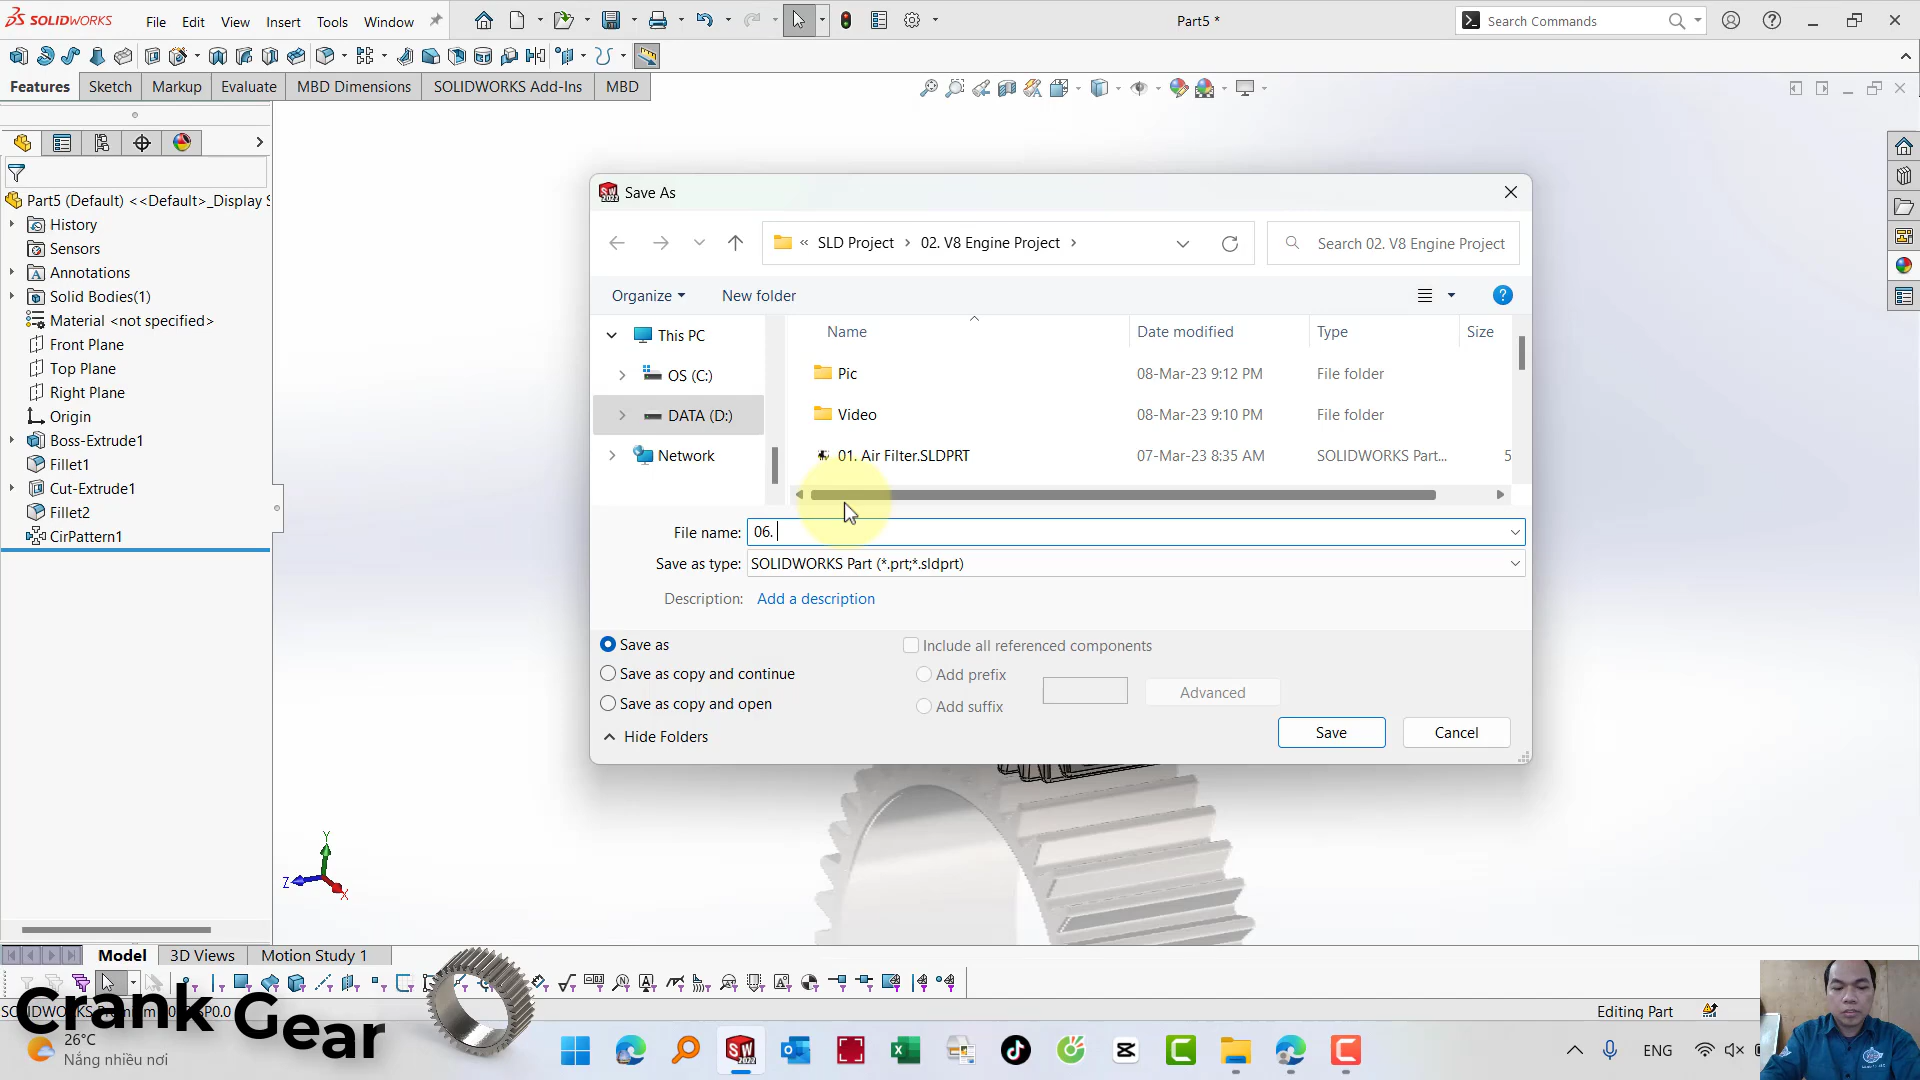 SOLIDWORKS File Edit View Insert Tools Window Part5 * Search Commands
Features Sketch Markup Evaluate MBD Dimensions SOLIDWORKS Add-Ins MBD
Part5 (Default) <<Default>_Display S
History
Sensors
Annotations
Solid Bodies(1)
Material <not specified>
Front Plane
Top Plane
Right Plane
Origin
Boss-Extrude1
Fillet1
Cut-Extrude1
Fillet2
CirPattern1
Save As
« SLD Project › 02. V8 Engine Project › Search 02. V8 Engine Project
Organize New folder
This PC
OS (C:)
DATA (D:)
Network
Name Date modified Type Size
Pic 08-Mar-23 9:12 PM File folder
Video 08-Mar-23 9:10 PM File folder
01. Air Filter.SLDPRT 07-Mar-23 8:35 AM SOLIDWORKS Part... 5
File name: 06.
Save as type: SOLIDWORKS Part (*.prt;*.sldprt)
Description: Add a description
Save as
Save as copy and continue
Save as copy and open
Include all referenced components
Add prefix
Add suffix
Advanced
Hide Folders
Save Cancel
Y
Z
X
Model 3D Views Motion Study 1
Crank Gear
SP0.0
Editing Part
26°C
Nắng nhiều nơi
ENG